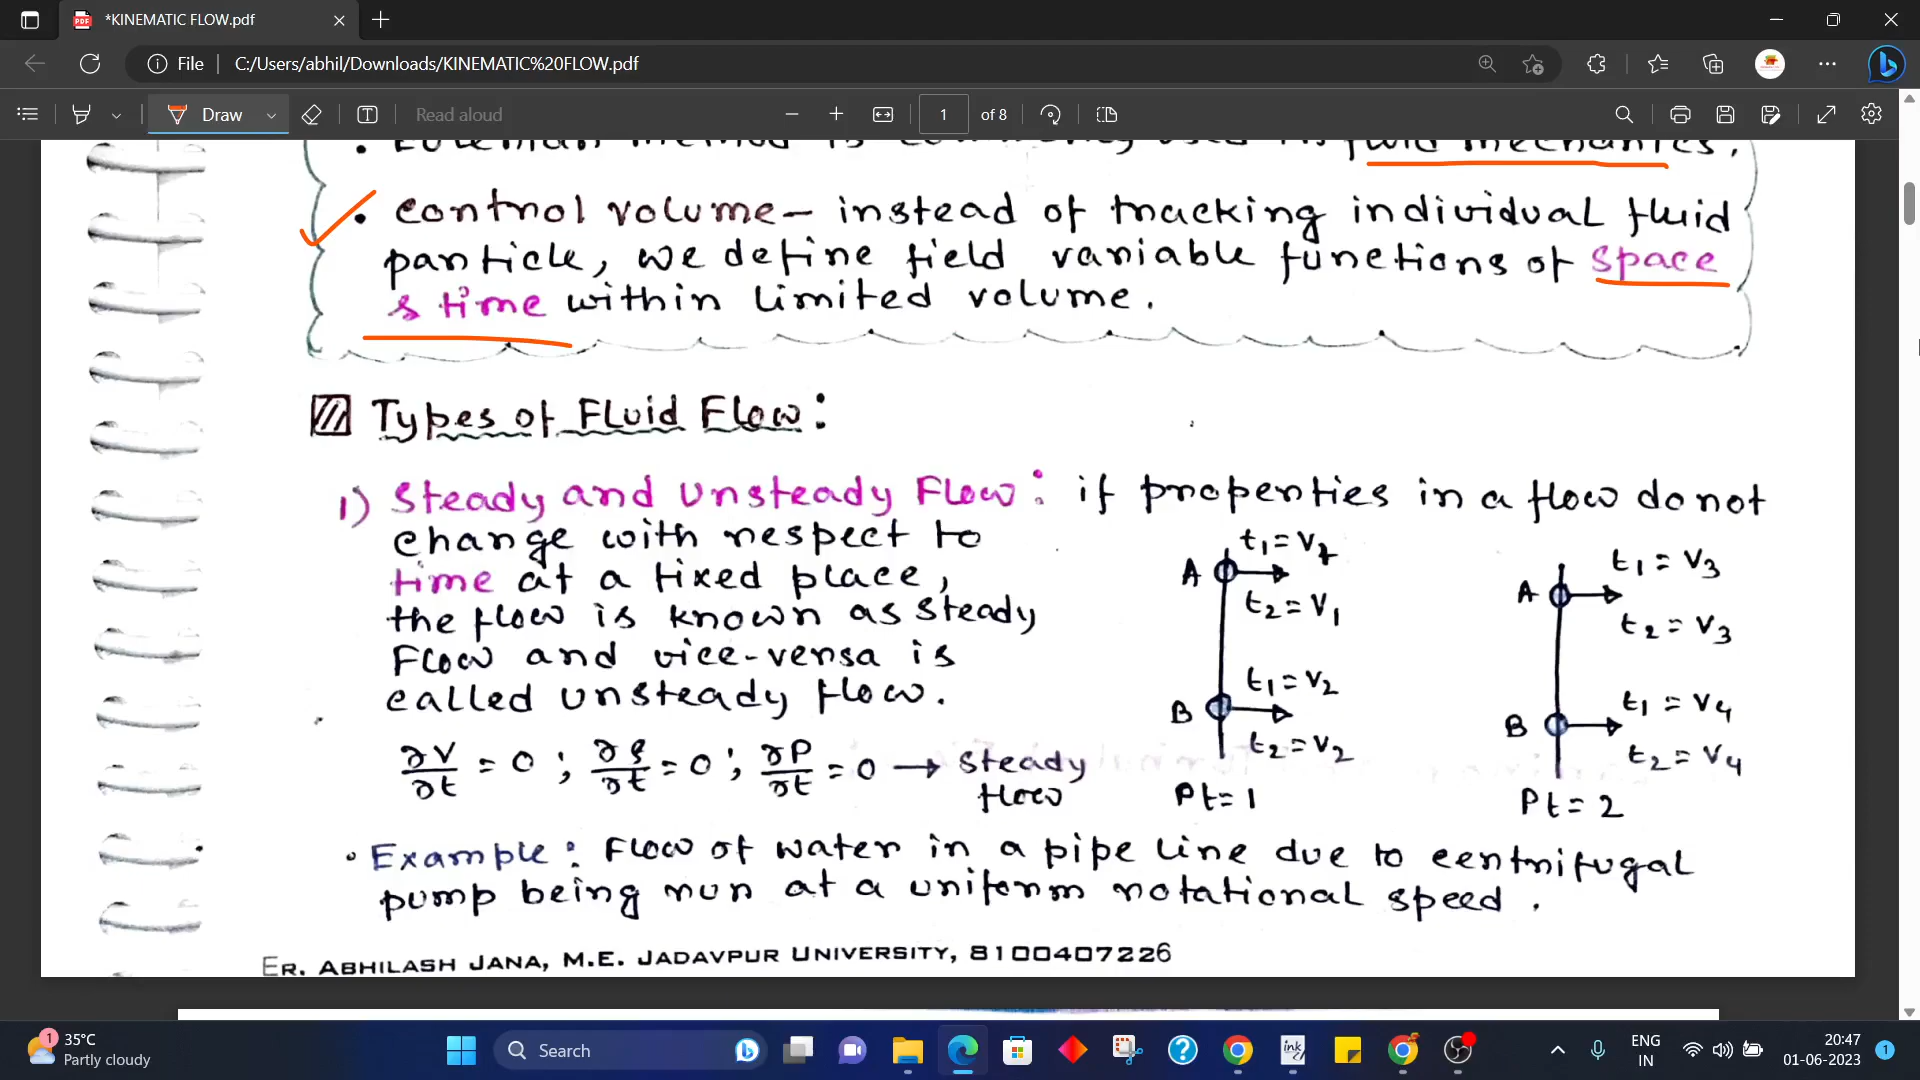 *KINEMATIC FLOW.pdf
File C:/Users/abhil/Downloads/KINEMATIC%20FLOW.pdf
Draw Read aloud 1 of 8
fluid mechanics.
• control volume – instead of tracking individual fluid
particle, we define field variable functions of space
& time within limited volume.
Types of Fluid Flow:
1) Steady and Unsteady Flow: if properties in a flow do not
change with respect to
time at a fixed place,
the flow is known as steady
Flow and vice-versa is
called unsteady flow.
∂V/∂t = 0 ; ∂ρ/∂t = 0 ; ∂P/∂t = 0 → steady flow
A t₁ = V₁
t₂ = V₁
B t₁ = V₂
t₂ = V₂
Pt = 1
A t₁ = V₃
t₂ = V₃
B t₁ = V₄
t₂ = V₄
Pt = 2
• Example: Flow of water in a pipe line due to centrifugal
pump being run at a uniform rotational speed.
ER. ABHILASH JANA, M.E. JADAVPUR UNIVERSITY, 8100407226
1 35°C
Partly cloudy
Search
ink
ENG
IN
20:47
01-06-2023
1